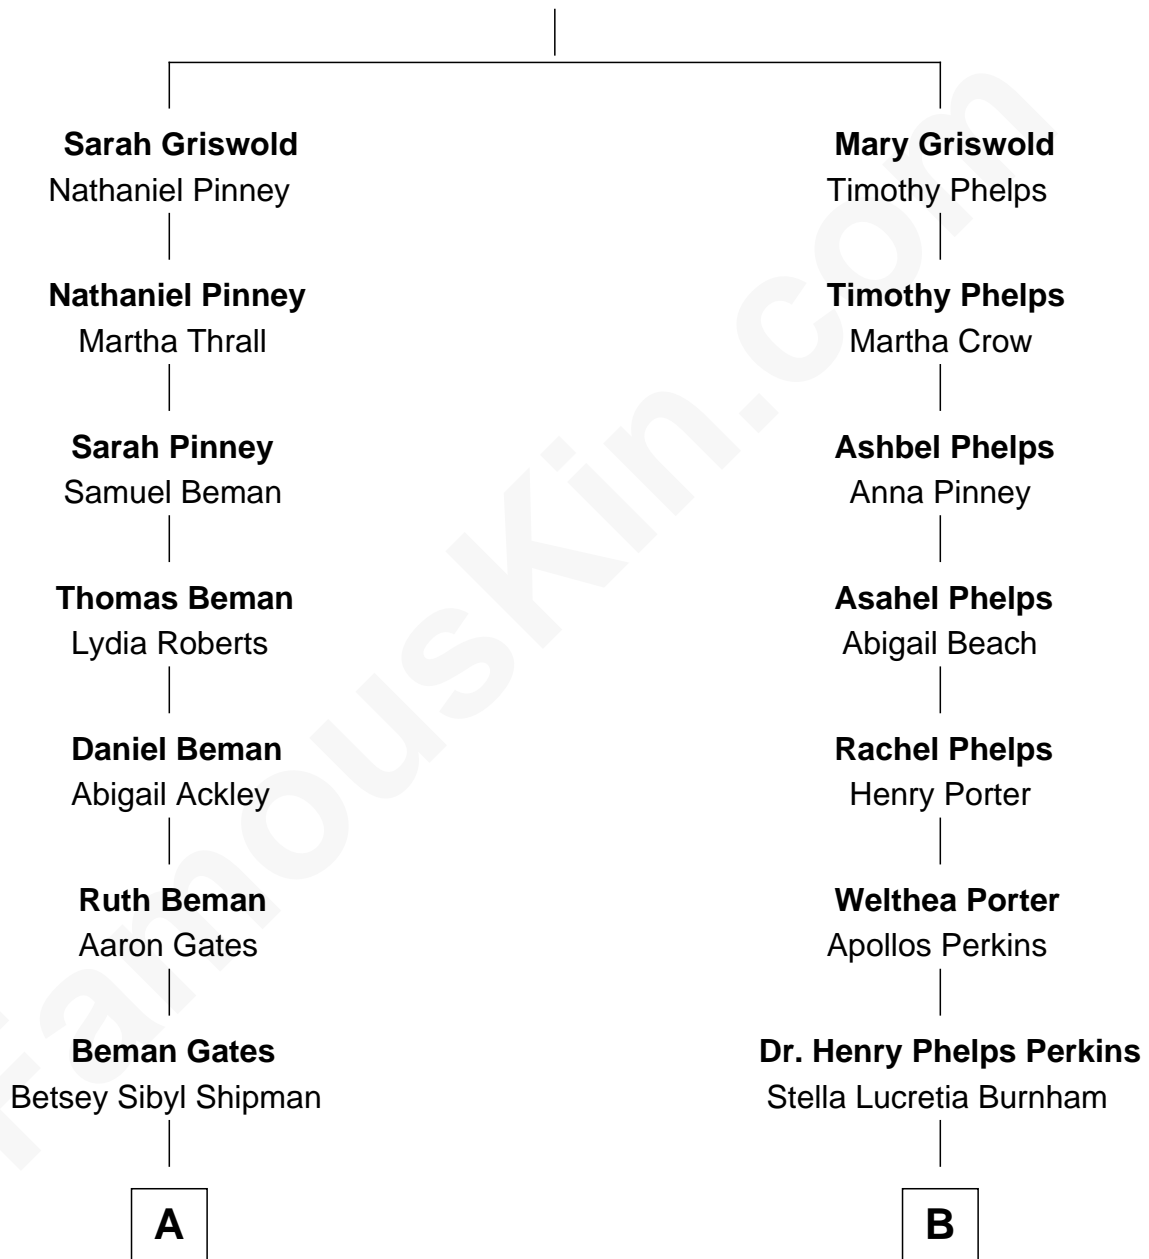 Sarah Griswold
Nathaniel Pinney
Nathaniel Pinney
Martha Thrall
Sarah Pinney
Samuel Beman
Thomas Beman
Lydia Roberts
Daniel Beman
Abigail Ackley
Ruth Beman
Aaron Gates
Beman Gates
Betsey Sibyl Shipman
A
Mary Griswold
Timothy Phelps
Timothy Phelps
Martha Crow
Ashbel Phelps
Anna Pinney
Asahel Phelps
Abigail Beach
Rachel Phelps
Henry Porter
Welthea Porter
Apollos Perkins
Dr. Henry Phelps Perkins
Stella Lucretia Burnham
B
FamousKin.com